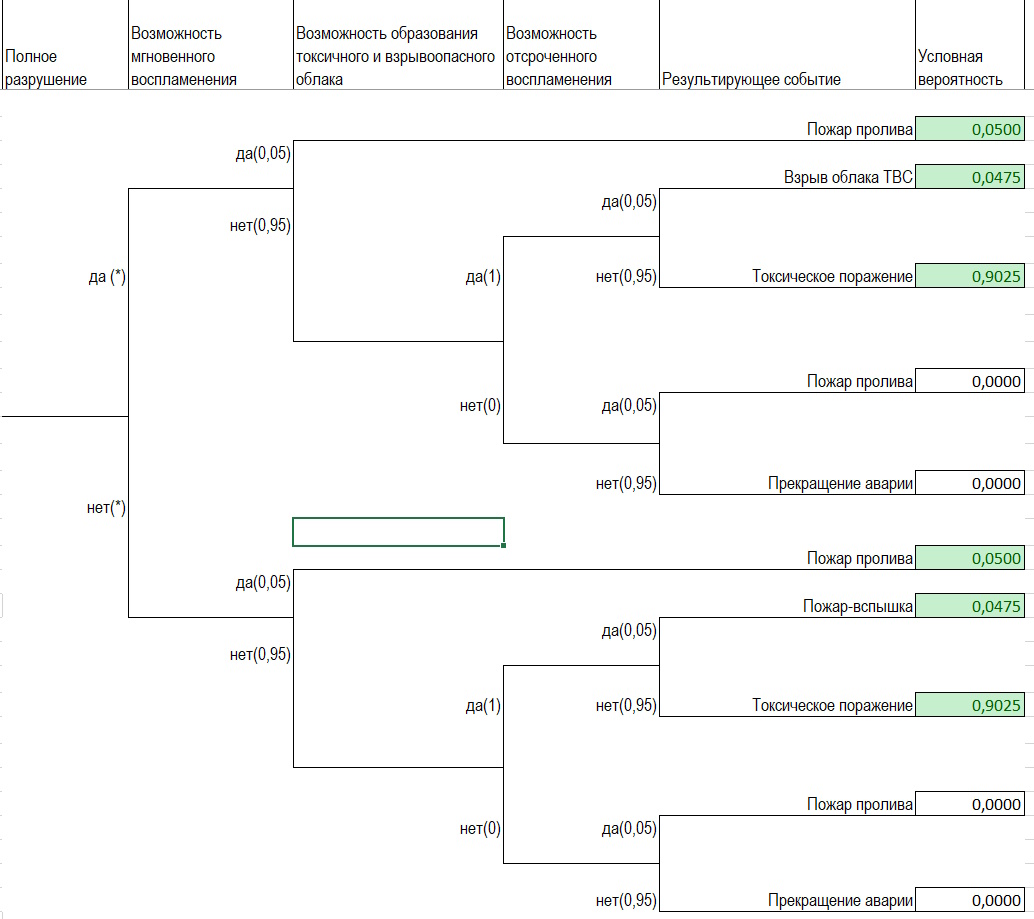 Полное
разрушение
Возможность
мгновенного
воспламенения
Возможность образования
токсичного и взрывоопасного
облака
Возможность
отсроченного
воспламенения
Результирующее событие
Условная
вероятность
Пожар пролива 0,0500
да(0,05)
Взрыв облака ТВС 0,0475
да(0,05)
нет(0,95)
да (*)
да(1)
нет(0,95)
Токсическое поражение 0,9025
Пожар пролива 0,0000
нет(0)
да(0,05)
нет(0,95)
Прекращение аварии 0,0000
нет(*)
Пожар пролива 0,0500
да(0,05)
Пожар-вспышка 0,0475
да(0,05)
нет(0,95)
да(1)
нет(0,95)
Токсическое поражение 0,9025
Пожар пролива 0,0000
нет(0)
да(0,05)
нет(0,95)
Прекращение аварии 0,0000